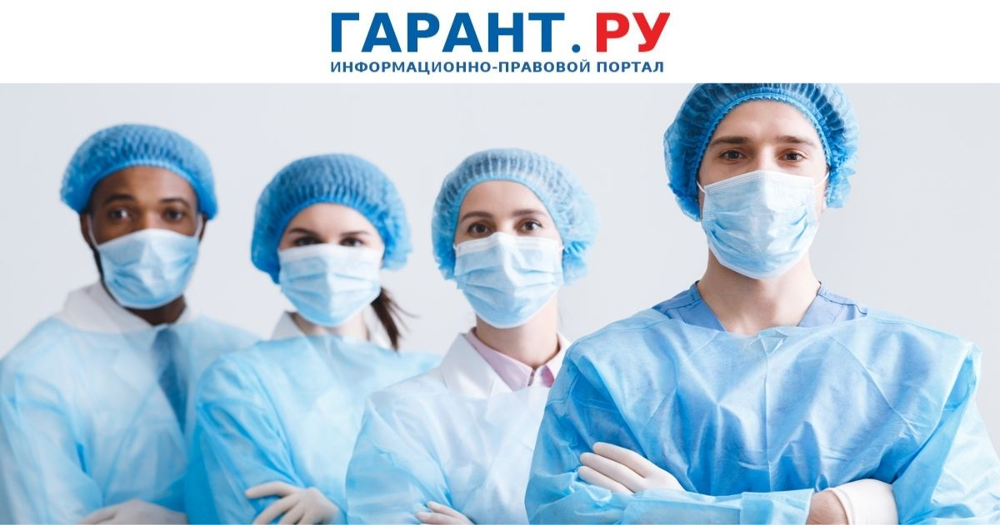 ГАРАНТ.РУ
ИНФОРМАЦИОННО-ПРАВОВОЙ ПОРТАЛ